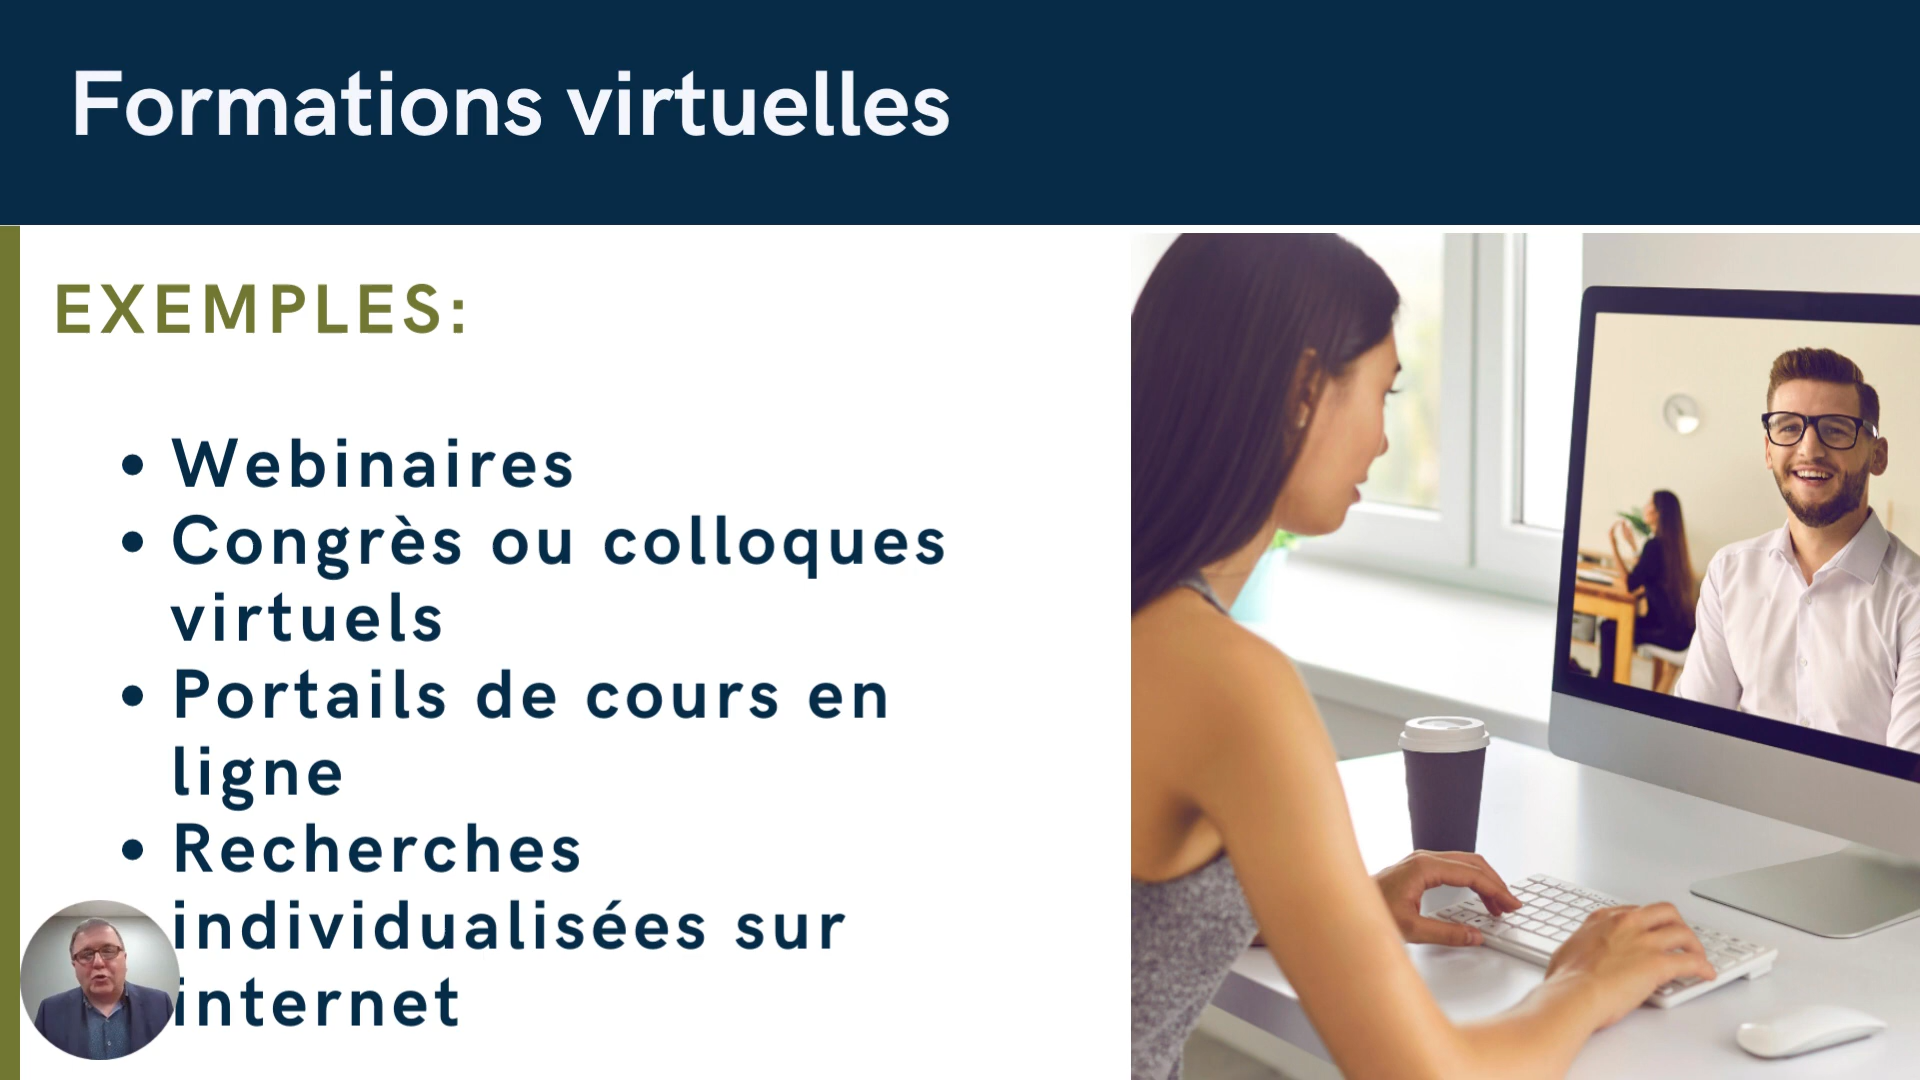 Formations virtuelles
EXEMPLES:
• Webinaires
• Congrès ou colloques
virtuels
• Portails de cours en
ligne
• Recherches
individualisées sur
internet